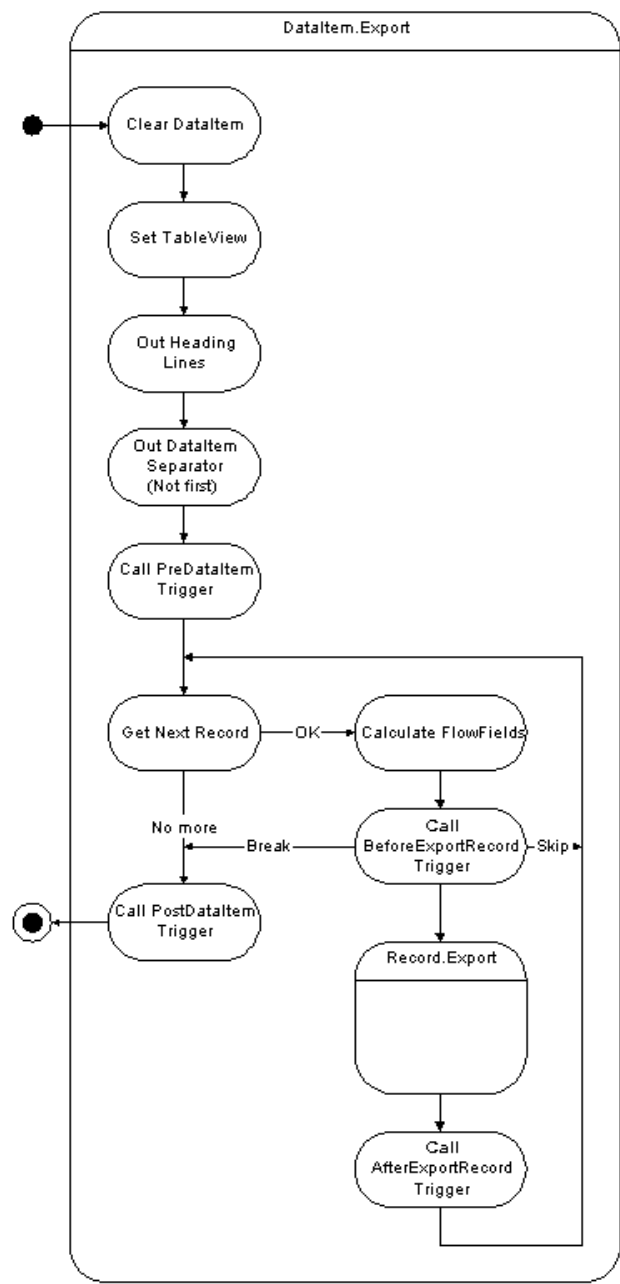 DataItem.Export
Clear DataItem
Set TableView
Out Heading
Lines
Out DataItem
Separator
(Not first)
Call PreDataItem
Trigger
Get Next Record
OK
Calculate FlowFields
No more
Break
Call
BeforeExportRecord
Trigger
Skip
Call PostDataItem
Trigger
Record.Export
Call
AfterExportRecord
Trigger